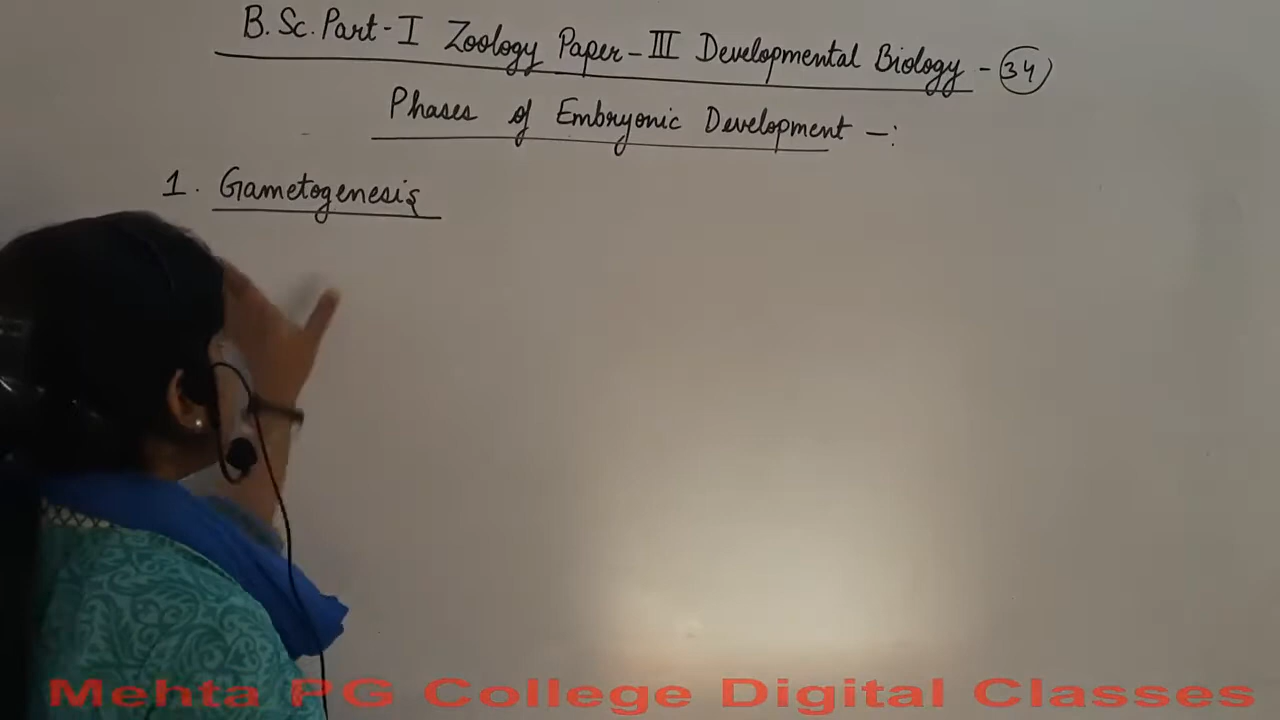 B.Sc. Part-I Zoology Paper-III Developmental Biology - 34
Phases of Embryonic Development -:
1. Gametogenesis
Mehta PG College Digital Classes